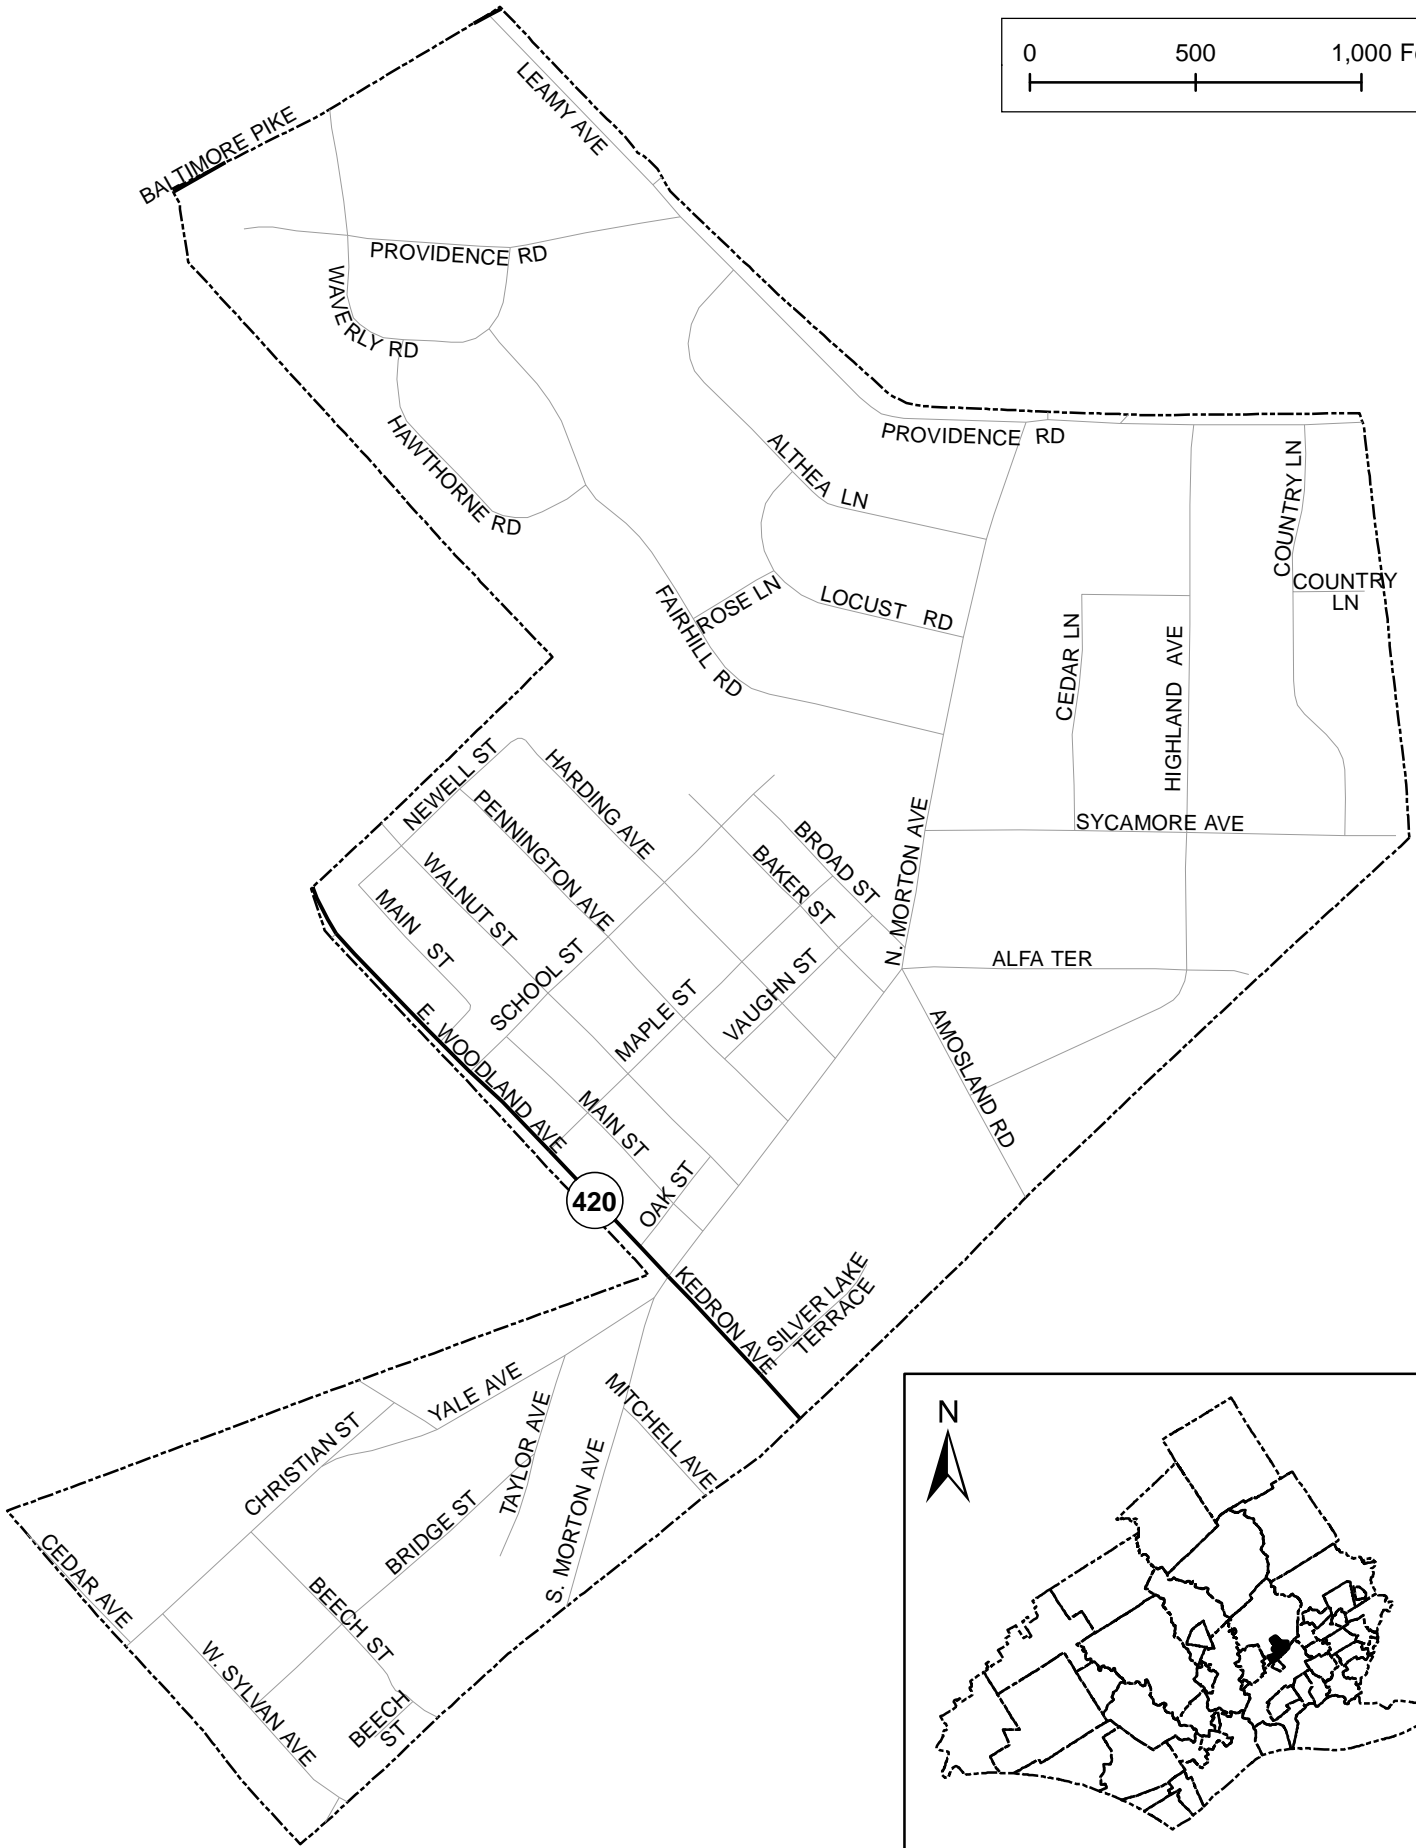 0 500 1,000 Fe
LEAMY AVE
BALTIMORE PIKE
PROVIDENCE RD
WAVERLY RD
HAWTHORNE RD
PROVIDENCE RD
ALTHEA LN
COUNTRY LN
COUNTRY
LN
LOCUST RD
ROSE LN
FAIRHILL RD
CEDAR LN
HIGHLAND AVE
NEWELL ST
HARDING AVE
PENNINGTON AVE
SYCAMORE AVE
BROAD ST
BAKER ST
N. MORTON AVE
WALNUT ST
MAIN ST
SCHOOL ST
MAPLE ST
VAUGHN ST
ALFA TER
AMOSLAND RD
E. WOODLAND AVE
MAIN ST
OAK ST
420
KEDRON AVE
SILVER LAKE
TERRACE
YALE AVE
MITCHELL AVE
TAYLOR AVE
CHRISTIAN ST
S. MORTON AVE
BRIDGE ST
CEDAR AVE
BEECH ST
W. SYLVAN AVE
BEECH
ST
N